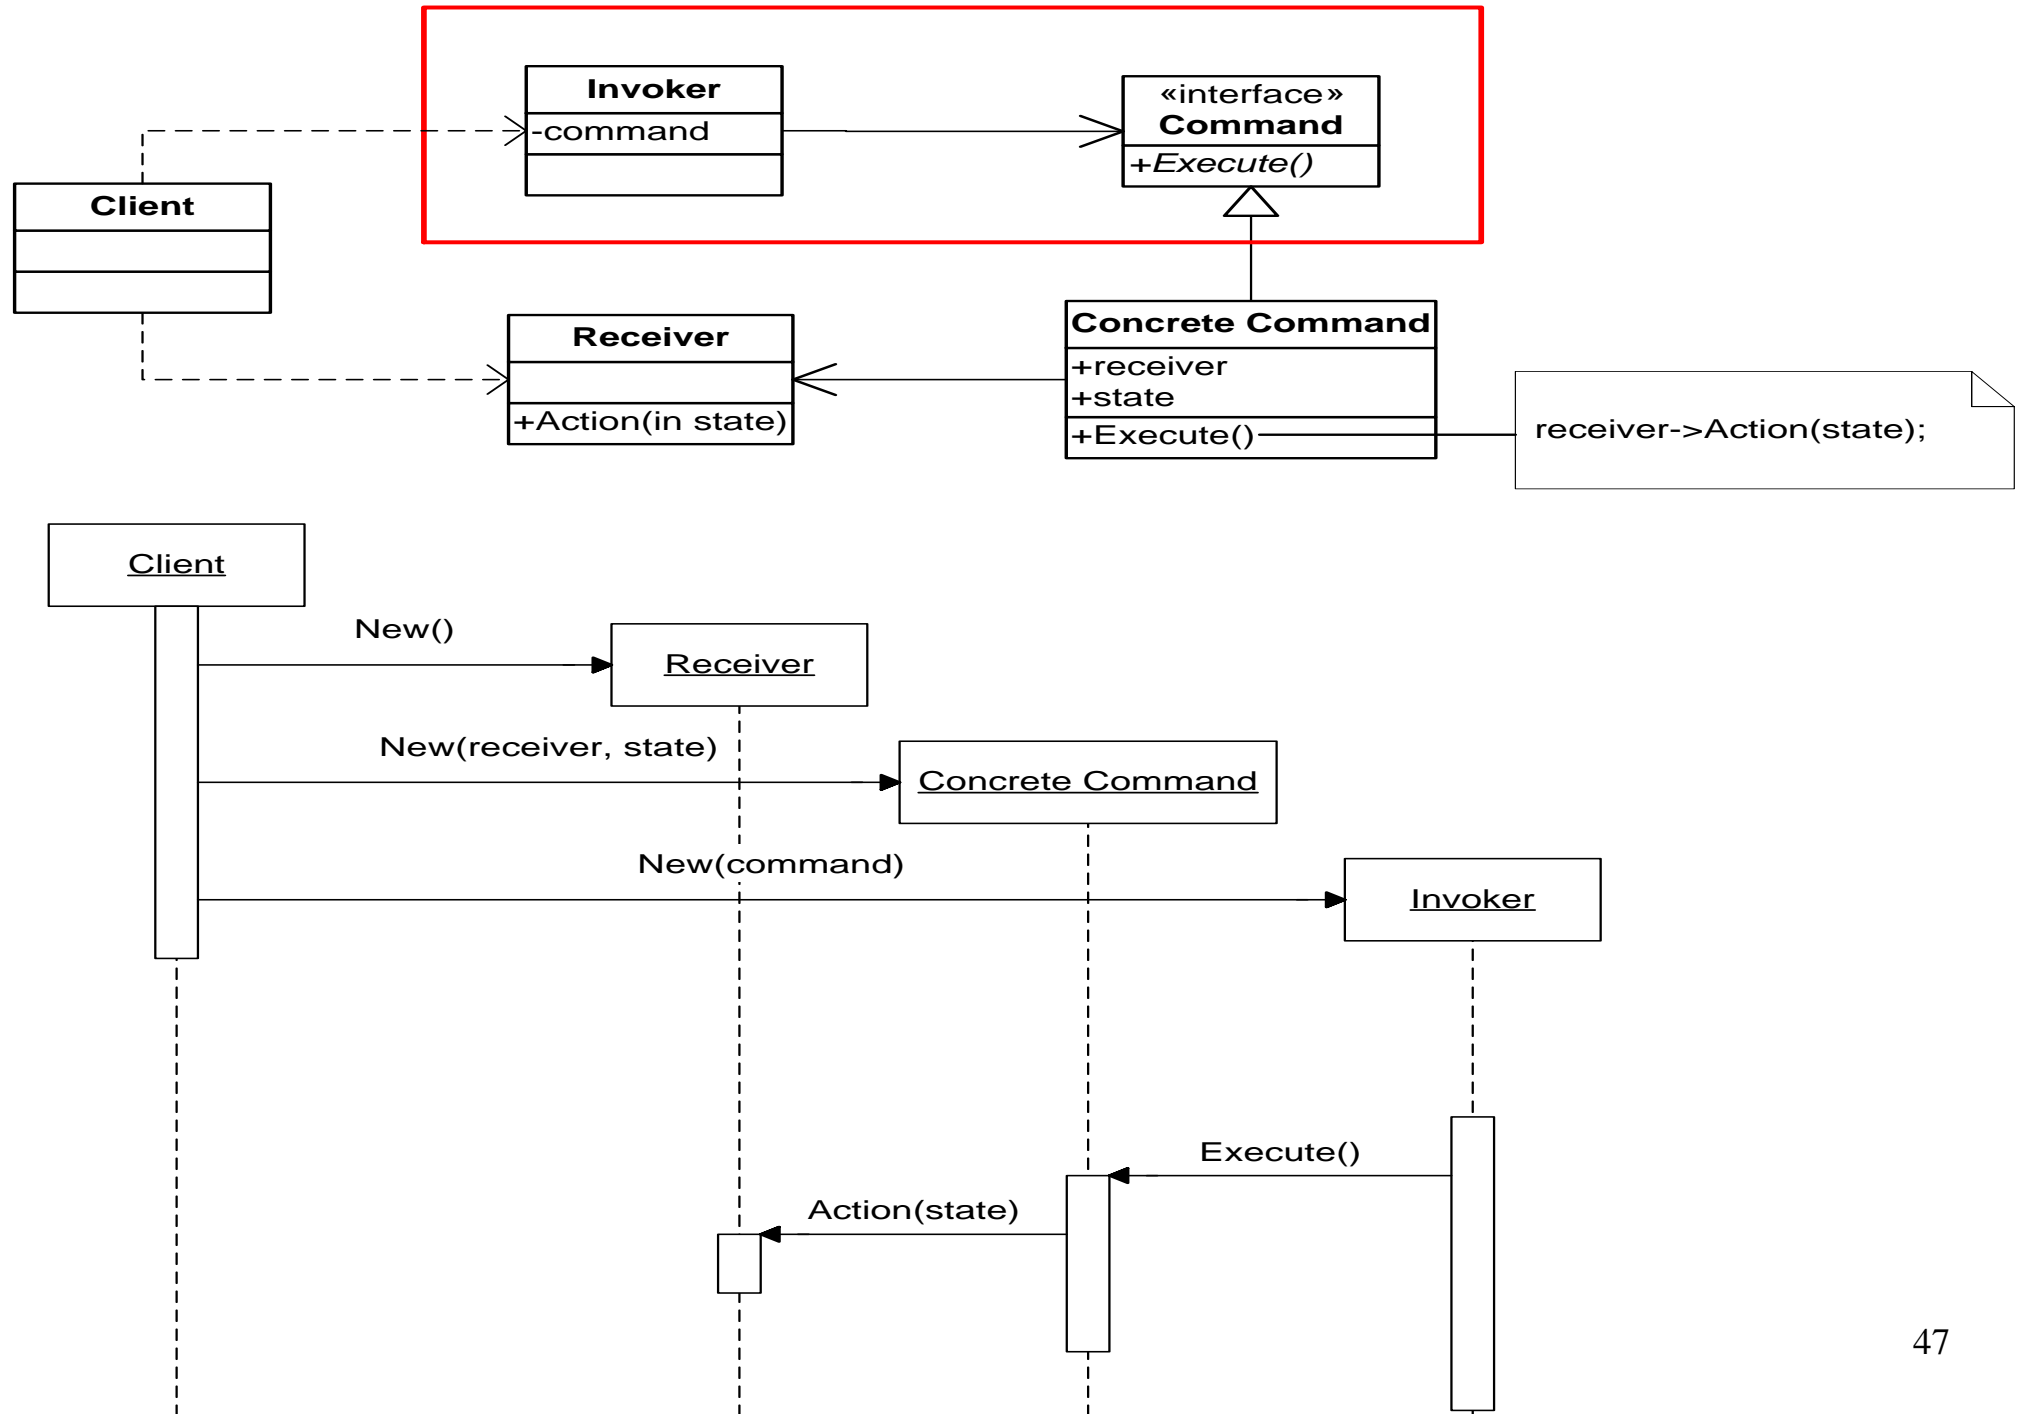 Invoker
-command
«interface»
Command
+Execute()
Client
Receiver
+Action(in state)
Concrete Command
+receiver
+state
+Execute()
receiver->Action(state);
Client
New()
Receiver
New(receiver, state)
Concrete Command
New(command)
Invoker
Execute()
Action(state)
47